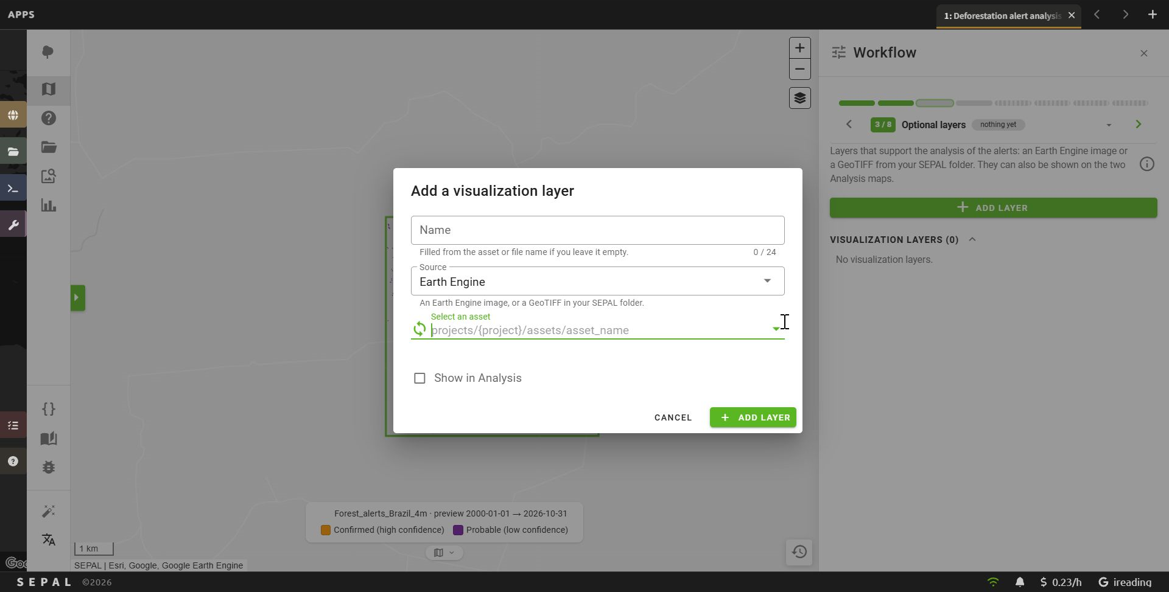 APPS
1: Deforestation alert analysis
Workflow
3 / 8 Optional layers nothing yet
Layers that support the analysis of the alerts: an Earth Engine image or
a GeoTIFF from your SEPAL folder. They can also be shown on the two
Analysis maps.
ADD LAYER
VISUALIZATION LAYERS (0)
No visualization layers.
Add a visualization layer
Name
Filled from the asset or file name if you leave it empty. 0 / 24
Source
Earth Engine
An Earth Engine image, or a GeoTIFF in your SEPAL folder.
Select an asset
projects/{project}/assets/asset_name
Show in Analysis
CANCEL ADD LAYER
Forest_alerts_Brazil_4m · preview 2000-01-01 → 2026-10-31
Confirmed (high confidence) Probable (low confidence)
1 km
SEPAL | Esri, Google, Google Earth Engine
SEPAL ©2026 $ 0.23/h G ireading